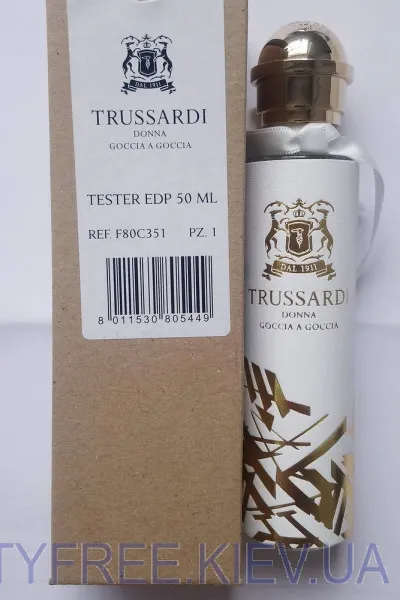 DAL 1911
TRUSSARDI
DONNA
GOCCIA A GOCCIA
TESTER EDP 50 ML
REF. F80C351 PZ. 1
8 011530 805449
DAL 1911
TRUSSARDI
DONNA
GOCCIA A GOCCIA
TYFREE.KIEV.UA